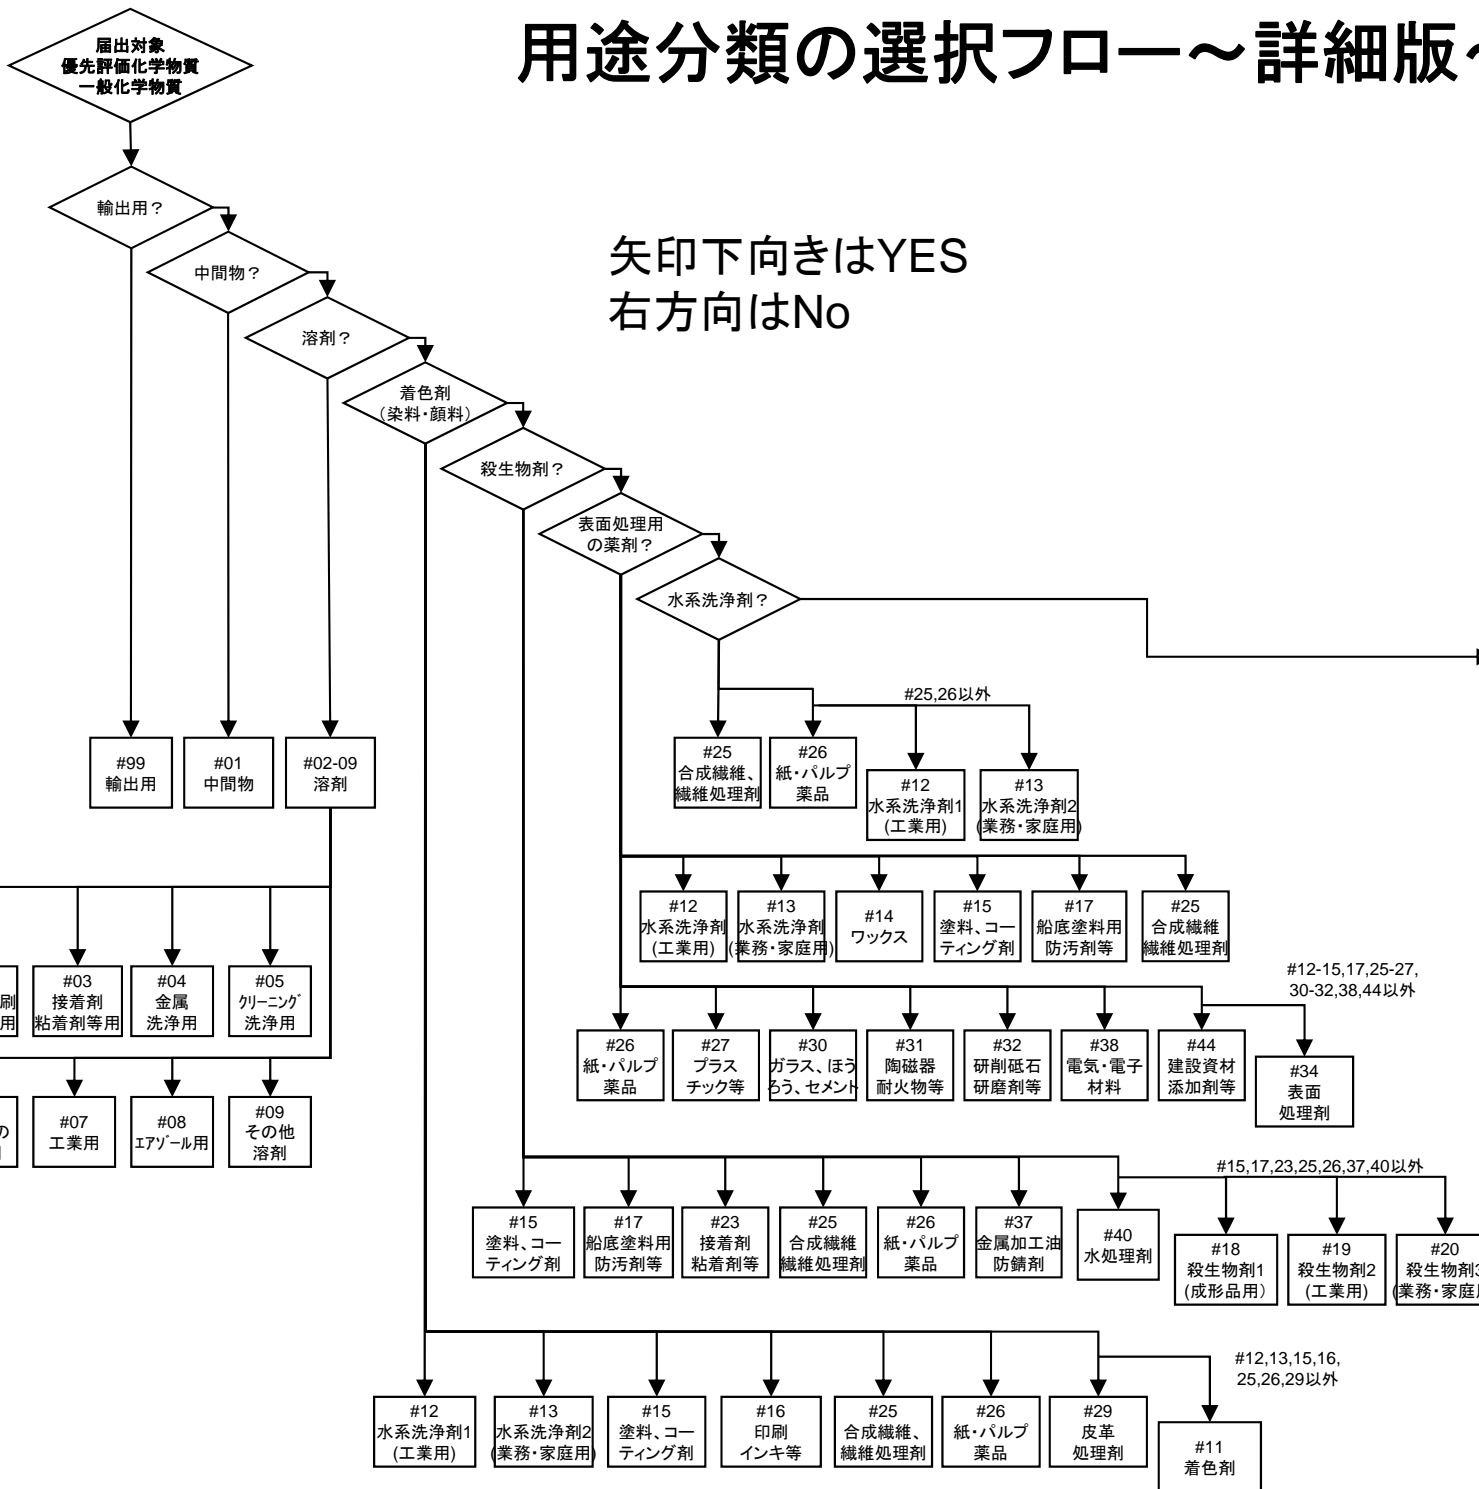 用途分類の選択フロー～詳細版～
届出対象
優先評価化学物質
一般化学物質
輸出用？
矢印下向きはYES
右方向はNo
中間物？
溶剤？
着色剤
（染料・顔料）
殺生物剤？
表面処理用
の薬剤？
水系洗浄剤？
#25,26以外
#99
輸出用
#01
中間物
#02-09
溶剤
#25
合成繊維、
繊維処理剤
#26
紙・パルプ
薬品
#12
水系洗浄剤1
(工業用)
#13
水系洗浄剤2
(業務・家庭用)
#12
水系洗浄剤
(工業用)
#13
水系洗浄剤
(業務・家庭用)
#14
ワックス
#15
塗料、コー
ティング剤
#17
船底塗料用
防汚剤等
#25
合成繊維
繊維処理剤
刷
用
#03
接着剤
粘着剤等用
#04
金属
洗浄用
#05
ｸﾘｰﾆﾝｸﾞ
洗浄用
#12-15,17,25-27,
30-32,38,44以外
#26
紙・パルプ
薬品
#27
プラス
チック等
#30
ガラス、ほう
ろう、セメント
#31
陶磁器
耐火物等
#32
研削砥石
研磨剤等
#38
電気・電子
材料
#44
建設資材
添加剤等
#34
表面
処理剤
の
#07
工業用
#08
ｴｱｿﾞｰﾙ用
#09
その他
溶剤
#15,17,23,25,26,37,40以外
#15
塗料、コー
ティング剤
#17
船底塗料用
防汚剤等
#23
接着剤
粘着剤等
#25
合成繊維
繊維処理剤
#26
紙・パルプ
薬品
#37
金属加工油
防錆剤
#40
水処理剤
#18
殺生物剤1
(成形品用）
#19
殺生物剤2
(工業用)
#20
殺生物剤3
(業務・家庭用
#12,13,15,16,
25,26,29以外
#12
水系洗浄剤1
(工業用)
#13
水系洗浄剤2
(業務・家庭用)
#15
塗料、コー
ティング剤
#16
印刷
インキ等
#25
合成繊維、
繊維処理剤
#26
紙・パルプ
薬品
#29
皮革
処理剤
#11
着色剤